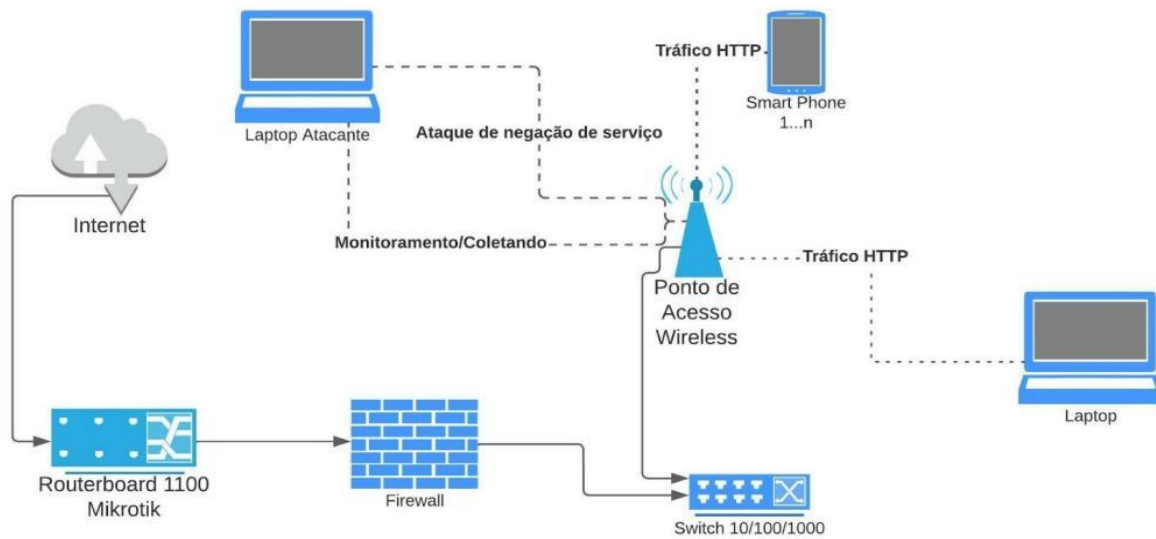 Tráfico HTTP
Smart Phone
1...n
Laptop Atacante
Ataque de negação de serviço
Internet
Monitoramento/Coletando
Tráfico HTTP
Ponto de
Acesso
Wireless
Laptop
Routerboard 1100
Mikrotik
Firewall
Switch 10/100/1000